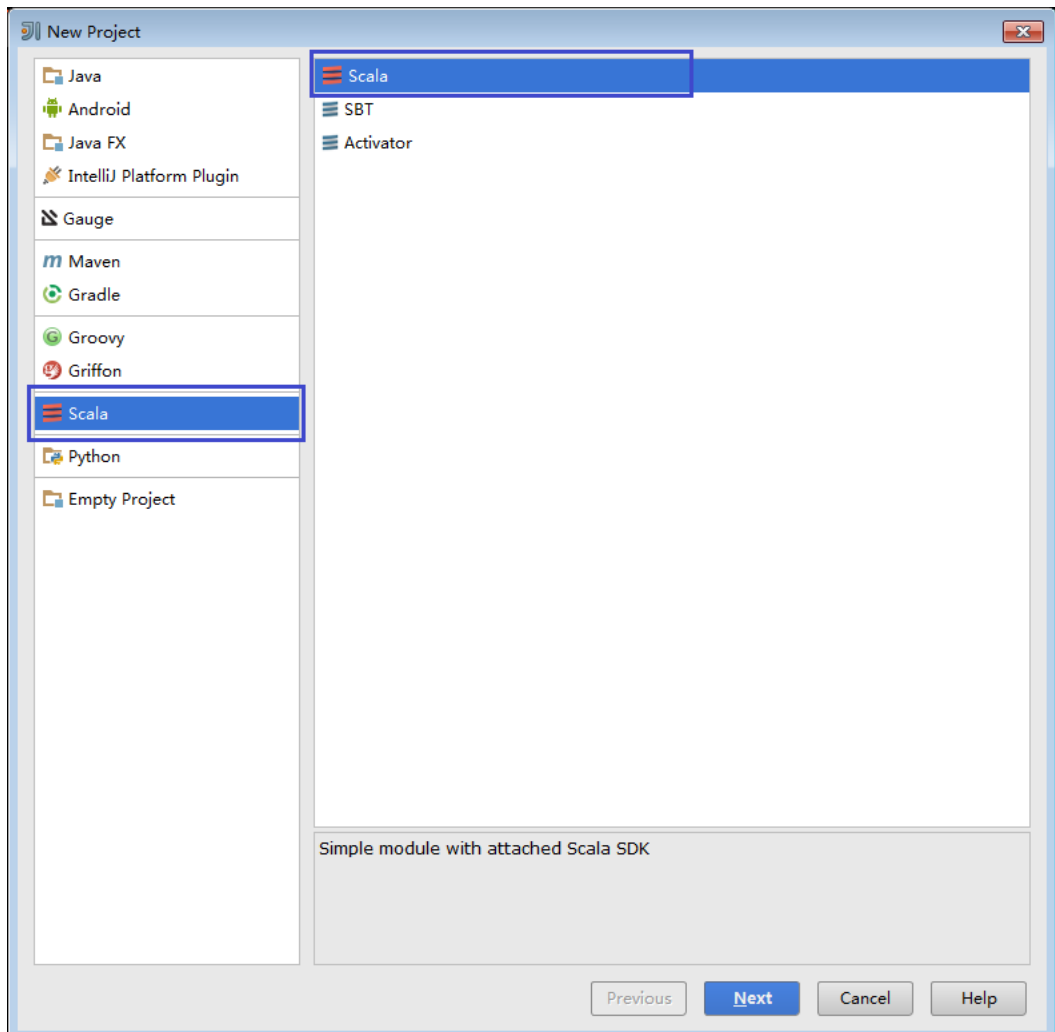 New Project
Java
Android
Java FX
IntelliJ Platform Plugin
Gauge
Maven
Gradle
Groovy
Griffon
Scala
Python
Empty Project
Scala
SBT
Activator
Simple module with attached Scala SDK
Previous
Next
Cancel
Help